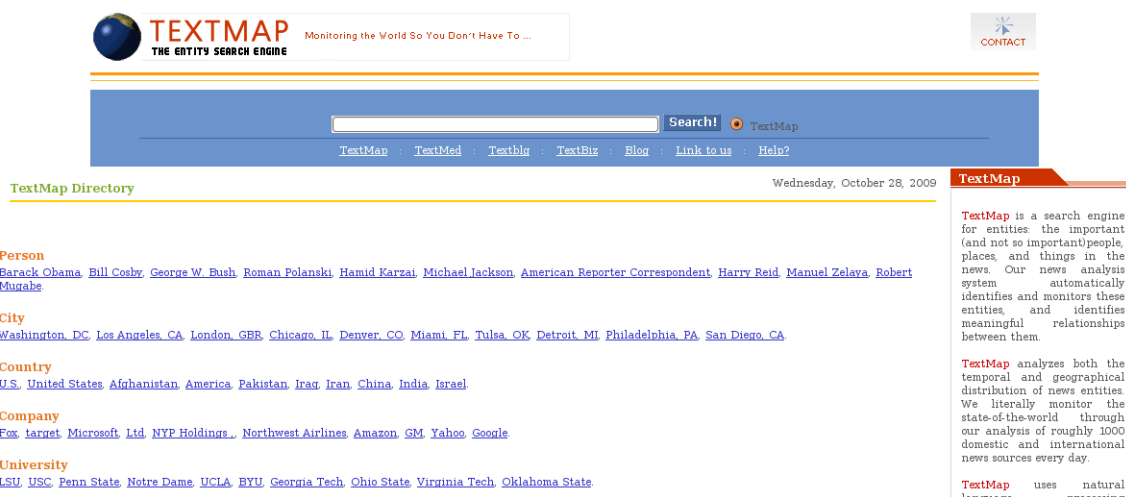 TEXTMAP
THE ENTITY SEARCH ENGINE
Monitoring the World So You Don't Have To ...
CONTACT
Search!
TextMap
TextMap : TextMed : Textblg : TextBiz : Blog : Link to us : Help?
TextMap Directory
Wednesday, October 28, 2009
Person
Barack Obama, Bill Cosby, George W. Bush, Roman Polanski, Hamid Karzai, Michael Jackson, American Reporter Correspondent, Harry Reid, Manuel Zelaya, Robert
Mugabe.
City
Washington, DC, Los Angeles, CA, London, GBR, Chicago, IL, Denver, CO, Miami, FL, Tulsa, OK, Detroit, MI, Philadelphia, PA, San Diego, CA.
Country
U.S., United States, Afghanistan, America, Pakistan, Iraq, Iran, China, India, Israel.
Company
Fox, target, Microsoft, Ltd, NYP Holdings ,, Northwest Airlines, Amazon, GM, Yahoo, Google.
University
LSU, USC, Penn State, Notre Dame, UCLA, BYU, Georgia Tech, Ohio State, Virginia Tech, Oklahoma State.
TextMap
TextMap is a search engine
for entities: the important
(and not so important)people,
places, and things in the
news. Our news analysis
system automatically
identifies and monitors these
entities, and identifies
meaningful relationships
between them.
TextMap analyzes both the
temporal and geographical
distribution of news entities.
We literally monitor the
state-of-the-world through
our analysis of roughly 1000
domestic and international
news sources every day.
TextMap uses natural
language processing